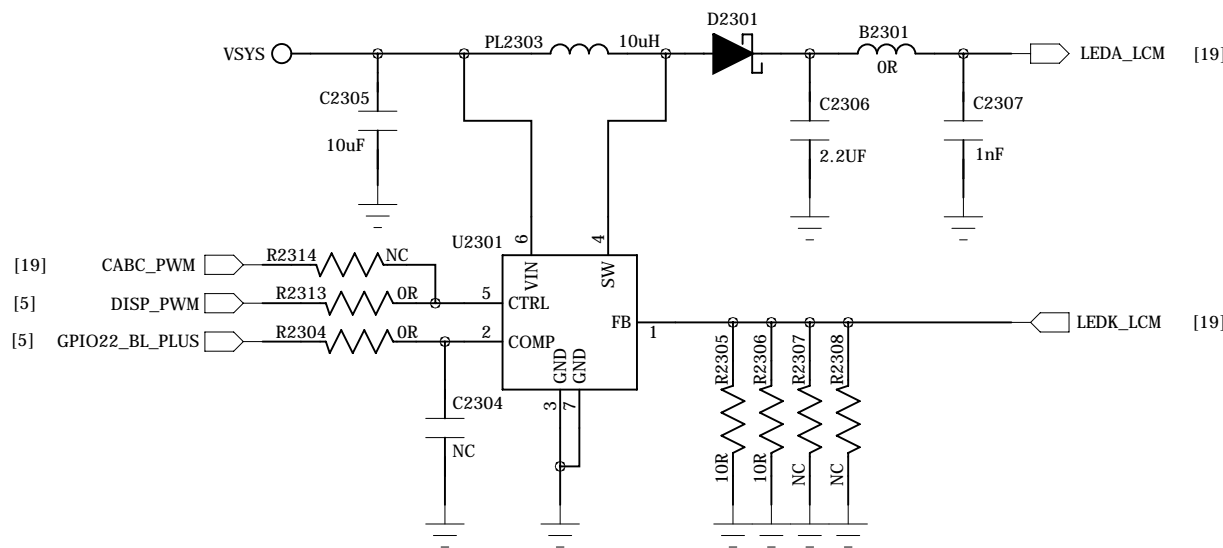 D2301
PL2303 10uH B2301
VSYS LEDA_LCM [19]
0R
C2305 C2306 C2307
10uF 2.2UF 1nF
U2301 6 4
R2314 NC VIN SW
[19] CABC_PWM
R2313 0R 5 CTRL
[5] DISP_PWM
FB 1 LEDK_LCM [19]
R2304 0R 2 COMP
[5] GPIO22_BL_PLUS
GND GND R2305 R2306 R2307 R2308
C2304 3 7
NC 10R 10R NC NC